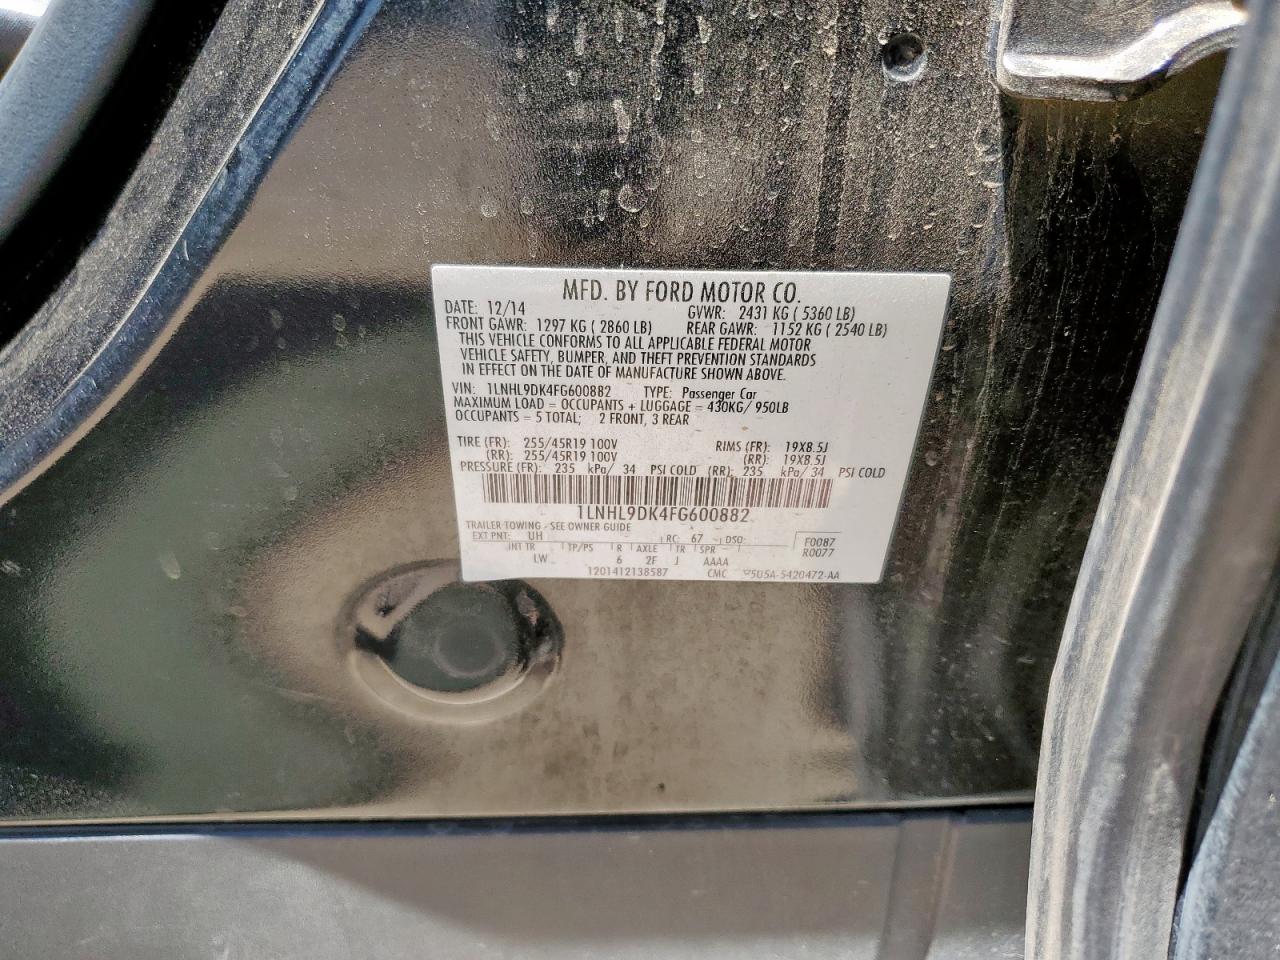 MFD. BY FORD MOTOR CO.
DATE: 12/14 GVWR: 2431 KG ( 5360 LB)
FRONT GAWR: 1297 KG ( 2860 LB) REAR GAWR: 1152 KG ( 2540 LB)
THIS VEHICLE CONFORMS TO ALL APPLICABLE FEDERAL MOTOR
VEHICLE SAFETY, BUMPER, AND THEFT PREVENTION STANDARDS
IN EFFECT ON THE DATE OF MANUFACTURE SHOWN ABOVE.
VIN: 1LNHL9DK4FG600882 TYPE: Passenger Car
MAXIMUM LOAD = OCCUPANTS + LUGGAGE = 430KG/ 950LB
OCCUPANTS = 5 TOTAL; 2 FRONT, 3 REAR
TIRE (FR): 255/45R19 100V RIMS (FR): 19X8.5J
(RR): 255/45R19 100V (RR): 19X8.5J
PRESSURE (FR): 235 kPa/ 34 PSI COLD (RR): 235 kPa/ 34 PSI COLD
1LNHL9DK4FG600882
TRAILER TOWING - SEE OWNER GUIDE
EXT PNT: UH RC: 67 DSO: F0087
INT TR TP/PS R AXLE TR SPR R0077
LW 6 2F J AAAA
1201412138587 CMC 5U5A-5420472-AA